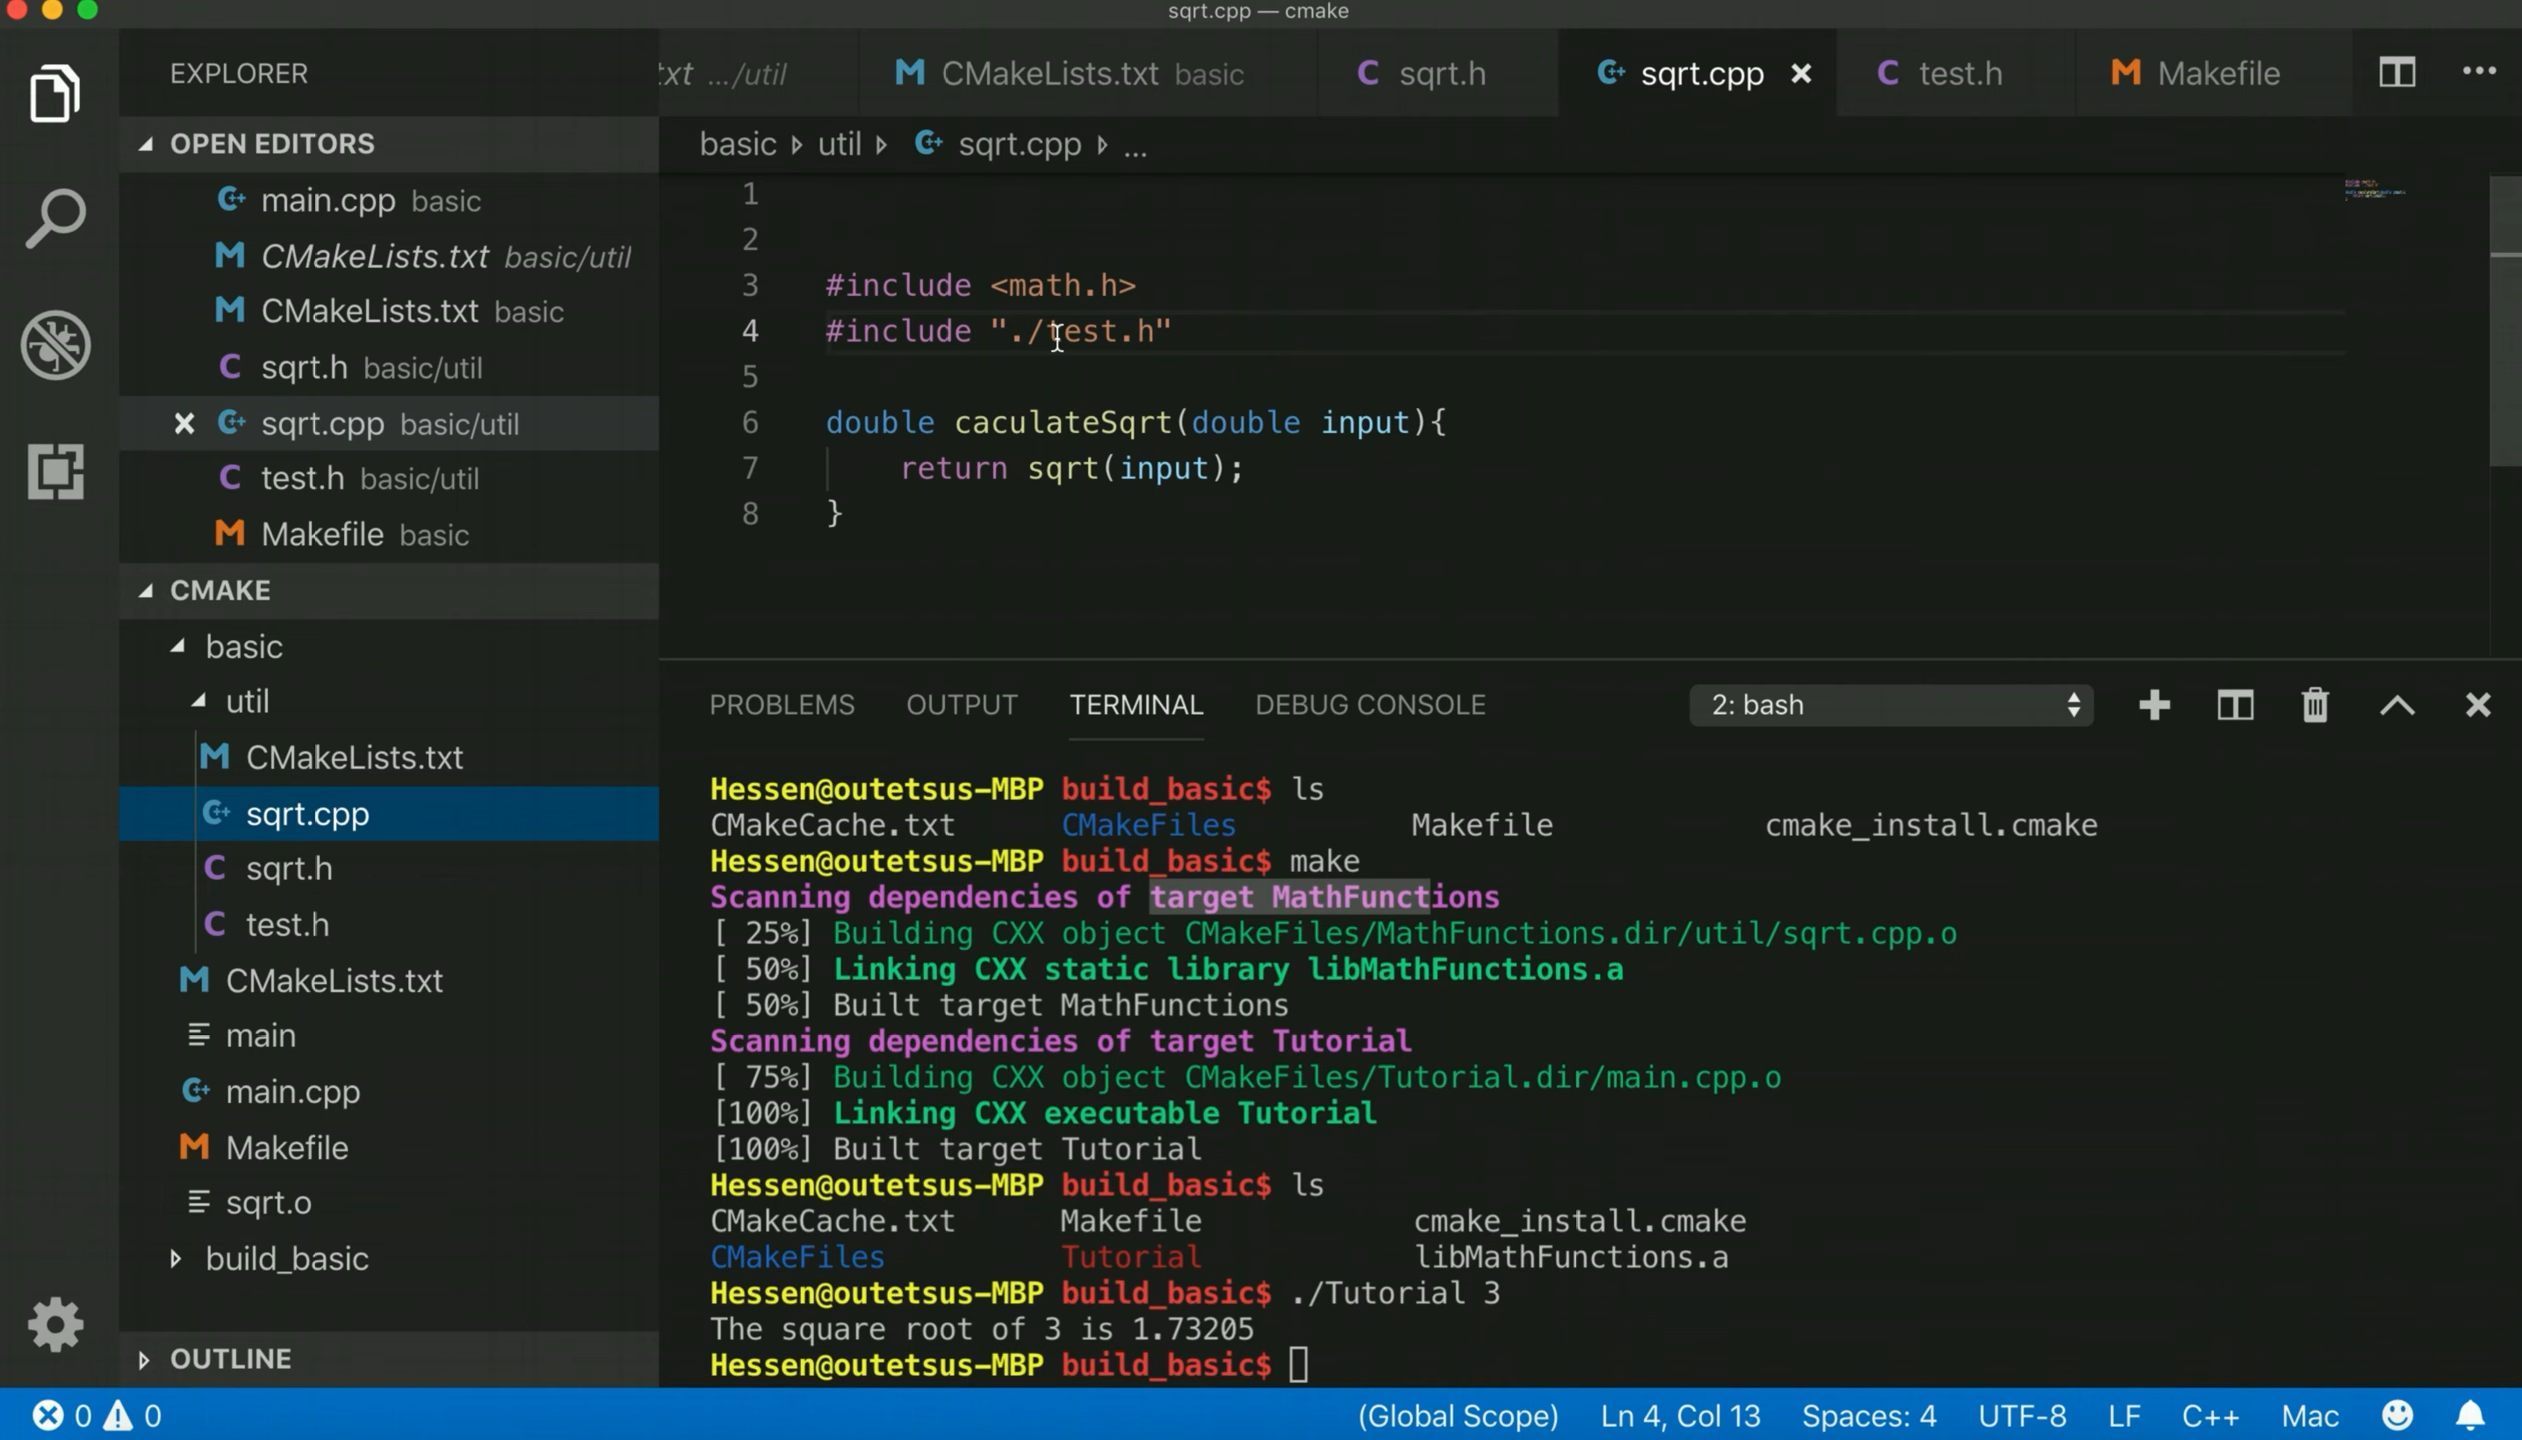 sqrt.cpp — cmake
EXPLORER
.txt .../util
CMakeLists.txt basic
sqrt.h
sqrt.cpp
test.h
Makefile
OPEN EDITORS
main.cpp basic
CMakeLists.txt basic/util
CMakeLists.txt basic
sqrt.h basic/util
sqrt.cpp basic/util
test.h basic/util
Makefile basic
CMAKE
basic
util
CMakeLists.txt
sqrt.cpp
sqrt.h
test.h
CMakeLists.txt
main
main.cpp
Makefile
sqrt.o
build_basic
OUTLINE
basic util sqrt.cpp ...
1
2
3 #include <math.h>
4 #include "./test.h"
5
6 double caculateSqrt(double input){
7 return sqrt(input);
8 }
PROBLEMS OUTPUT TERMINAL DEBUG CONSOLE 2: bash
Hessen@outetsus-MBP build_basic$ ls
CMakeCache.txt CMakeFiles Makefile cmake_install.cmake
Hessen@outetsus-MBP build_basic$ make
Scanning dependencies of target MathFunctions
[ 25%] Building CXX object CMakeFiles/MathFunctions.dir/util/sqrt.cpp.o
[ 50%] Linking CXX static library libMathFunctions.a
[ 50%] Built target MathFunctions
Scanning dependencies of target Tutorial
[ 75%] Building CXX object CMakeFiles/Tutorial.dir/main.cpp.o
[100%] Linking CXX executable Tutorial
[100%] Built target Tutorial
Hessen@outetsus-MBP build_basic$ ls
CMakeCache.txt Makefile cmake_install.cmake
CMakeFiles Tutorial libMathFunctions.a
Hessen@outetsus-MBP build_basic$ ./Tutorial 3
The square root of 3 is 1.73205
Hessen@outetsus-MBP build_basic$
0 0 (Global Scope) Ln 4, Col 13 Spaces: 4 UTF-8 LF C++ Mac